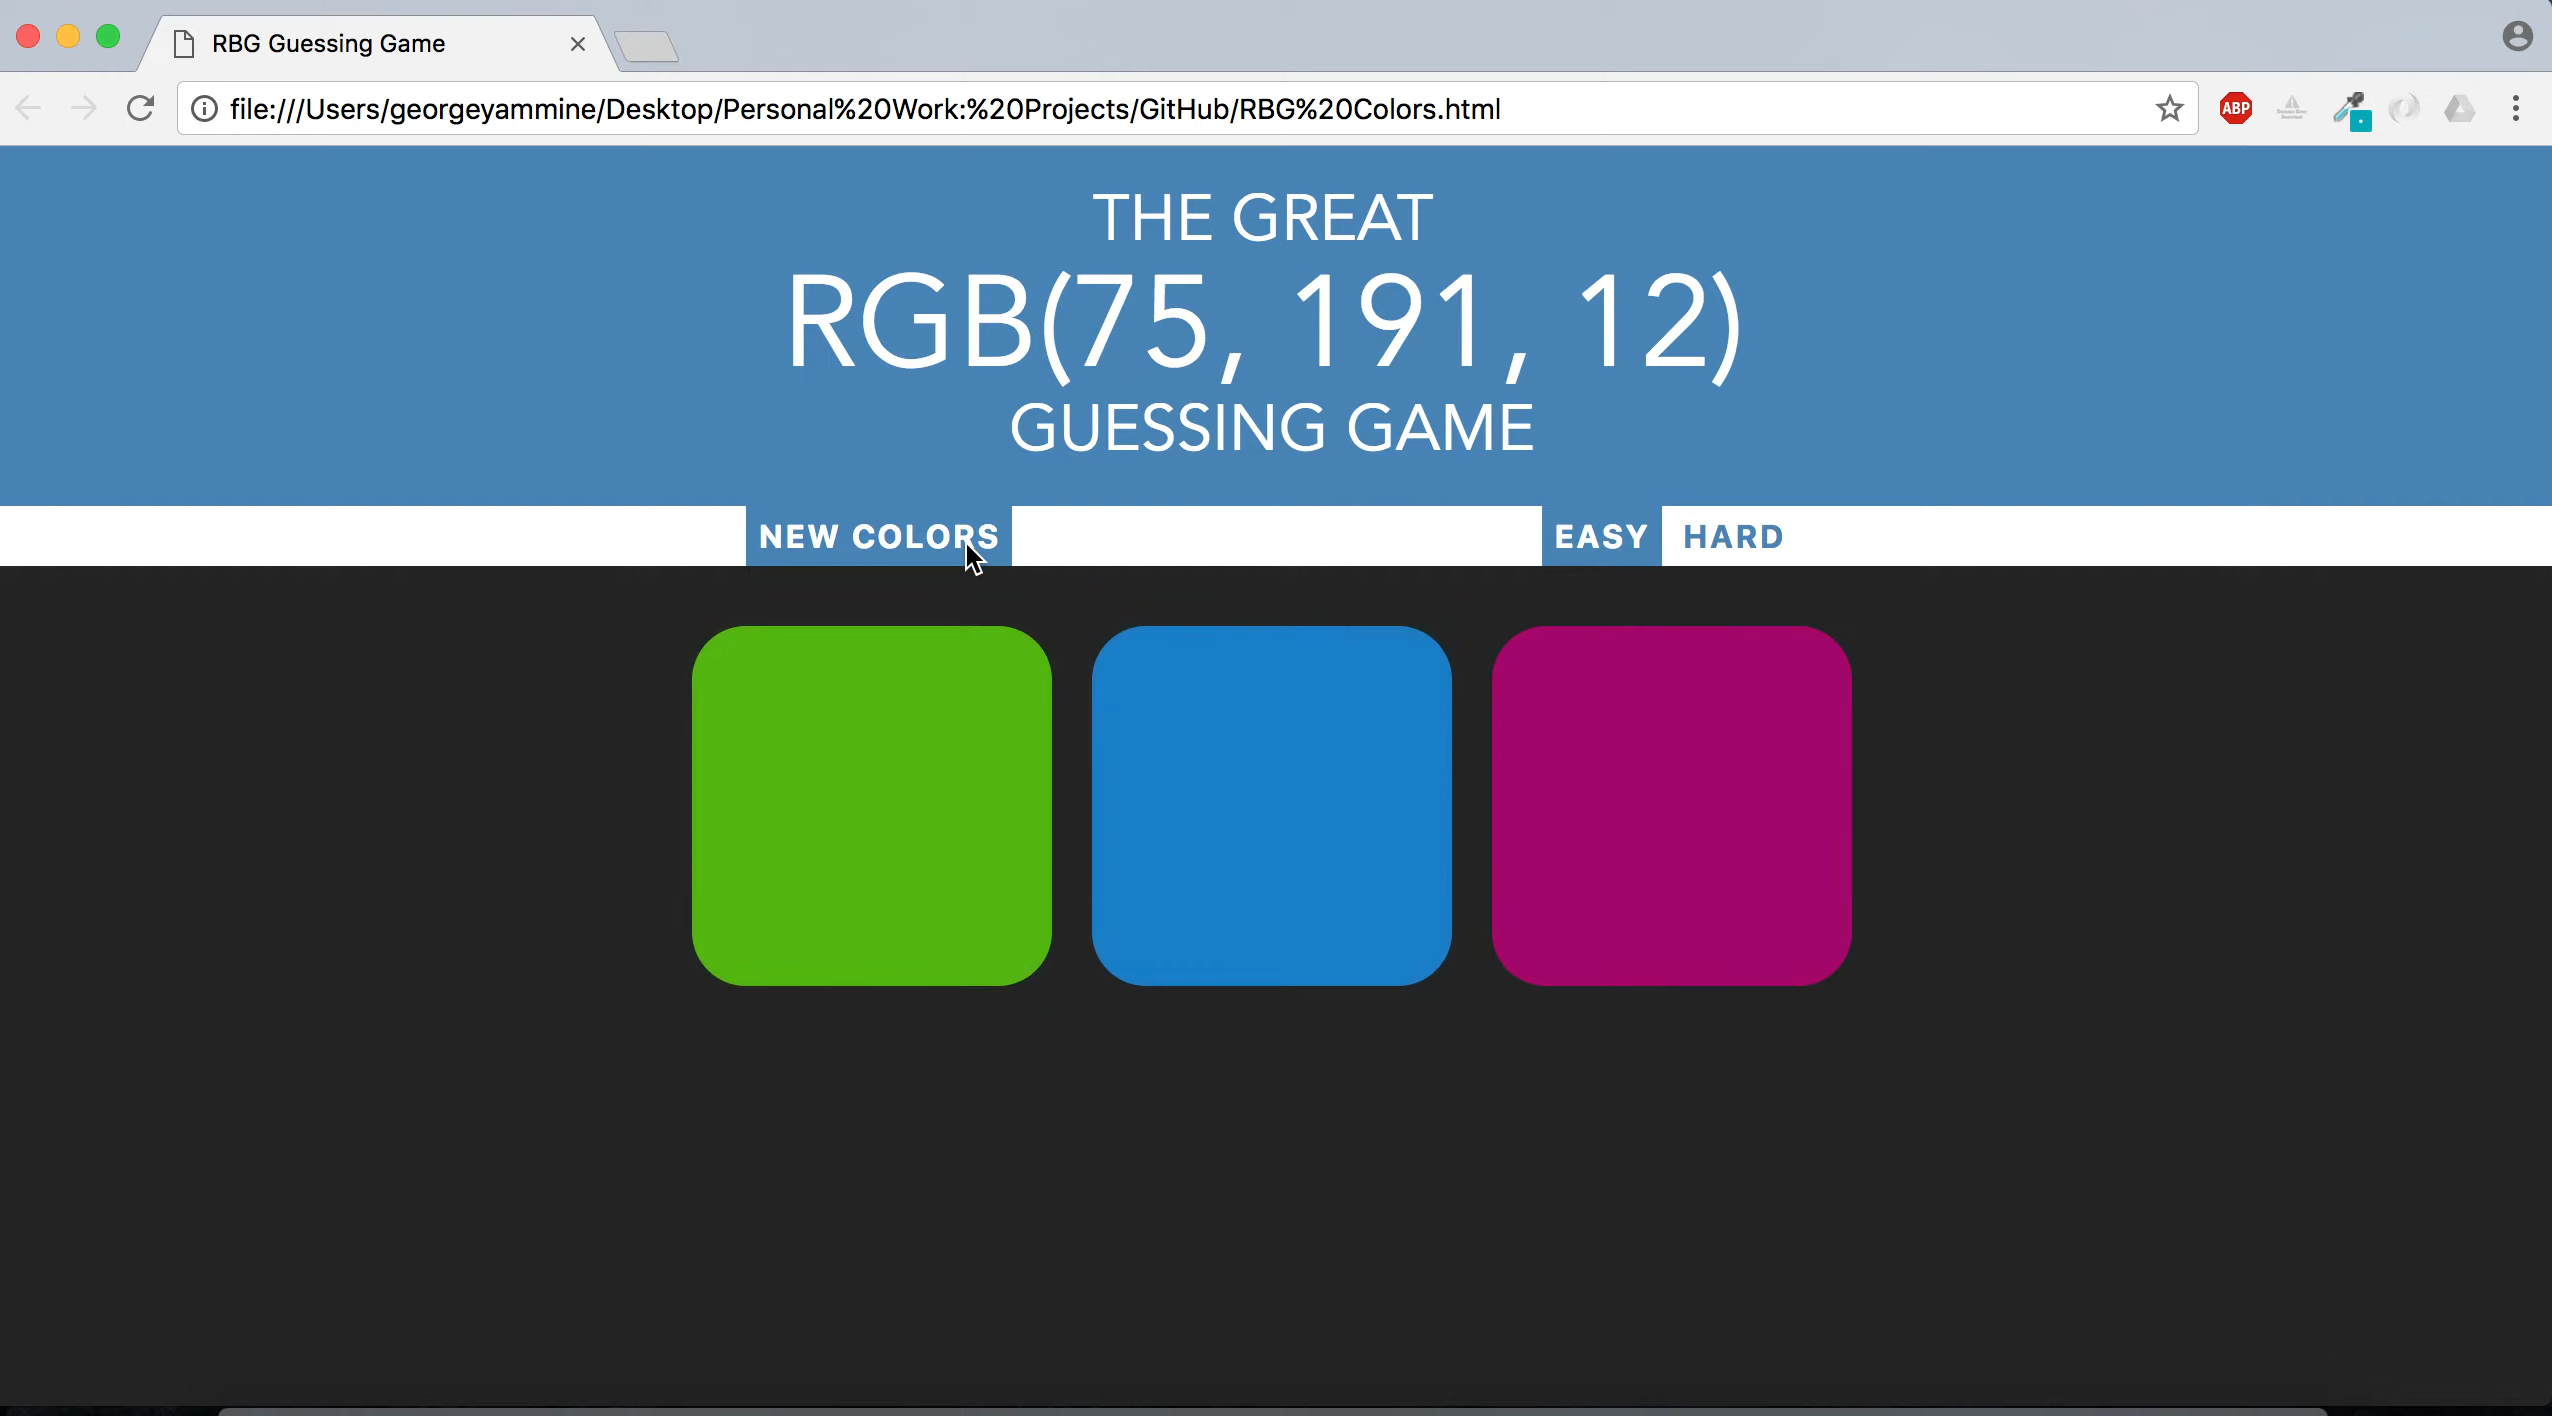 RBG Guessing Game
file:///Users/georgeyammine/Desktop/Personal%20Work:%20Projects/GitHub/RBG%20Colors.html
ABP
THE GREAT
RGB(75, 191, 12)
GUESSING GAME
NEW COLORS
EASY
HARD